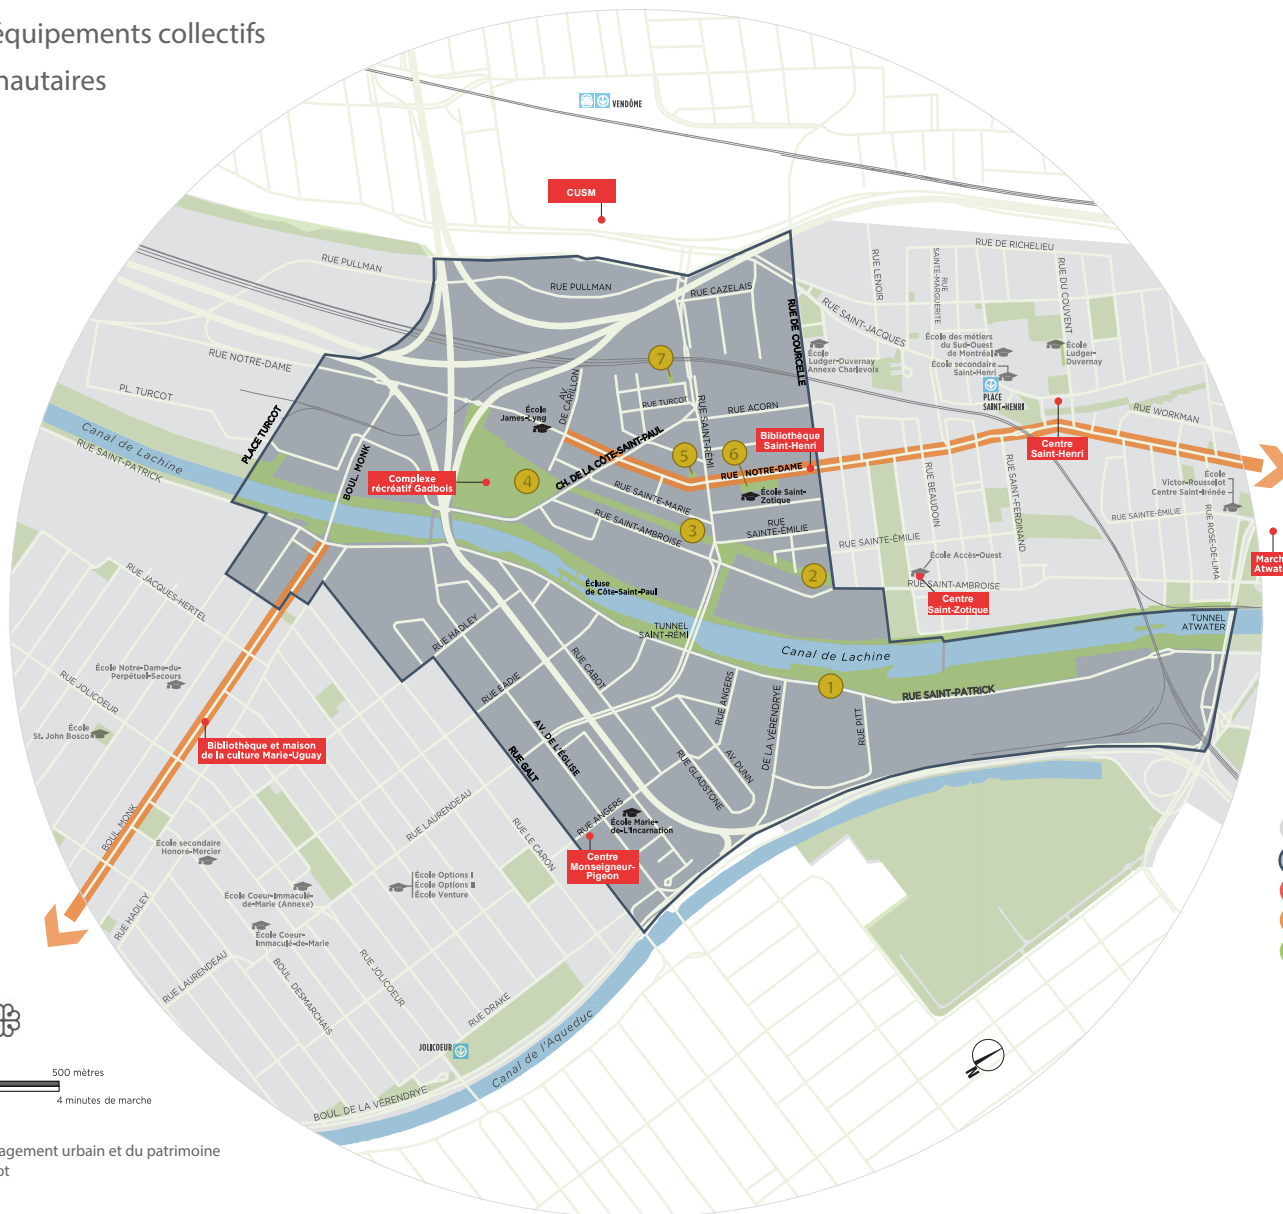 équipements collectifs
nautaires
VENDÔME
CUSM
RUE PULLMAN
RUE PULLMAN
RUE CAZELAIS
RUE DE COURCELLE
RUE SAINT-JACQUES
RUE LENOIR
RUE
SAINTE-MARGUERITE
RUE DE RICHELIEU
RUE DU COUVENT
École des métiers
du Sud-Ouest
de Montréal
École secondaire
Saint-Henri
École
Ludger-
Duvernay
École
Ludger-Duvernay
Annexe Charlevoix
PLACE
SAINT-HENRI
RUE WORKMAN
RUE NOTRE-DAME
PL. TURCOT
PLACE TURCOT
Canal de Lachine
RUE SAINT-PATRICK
BOUL. MONK
AV.
DE CARILLON
École
James-Lyng
7
RUE TURCOT
RUE SAINT-RÉMI
RUE ACORN
CH. DE LA CÔTE-SAINT-PAUL
Bibliothèque
Saint-Henri
Centre
Saint-Henri
5
6
RUE NOTRE-DAME
Complexe
récréatif Gadbois
4
RUE SAINTE-MARIE
École Saint-
Zotique
RUE SAINT-AMBROISE
3
RUE
SAINTE-ÉMILIE
RUE SAINTE-ÉMILIE
RUE BEAUDOIN
RUE SAINT-FERDINAND
RUE SAINTE-ÉMILIE
École
Victor-Rousselot
Centre Saint-Irénée
RUE ROSE-DE-LIMA
March
Atwate
École Accès-Ouest
RUE SAINT-AMBROISE
Centre
Saint-Zotique
2
Écluse
de Côte-Saint-Paul
TUNNEL
SAINT-RÉMI
TUNNEL
ATWATER
Canal de Lachine
RUE SAINT-PATRICK
1
RUE JACQUES-HERTEL
RUE HADLEY
RUE CABOT
RUE EADIE
AV. DE L'ÉGLISE
RUE GALT
RUE ANGERS
DE LA VÉRENDRYE
RUE PITT
AV. DUNN
RUE GLADSTONE
École Notre-Dame-du-
Perpétuel-Secours
RUE JOLICOEUR
École
St. John Bosco
Bibliothèque et maison
de la culture Marie-Uguay
BOUL. MONK
RUE LAURENDEAU
RUE LE CARON
RUE ANGERS
École Marie-
de-L'Incarnation
Centre
Monseigneur-
Pigeon
École secondaire
Honoré-Mercier
École Coeur-Immaculé-
de-Marie (Annexe)
École Options I
École Options II
École Venture
RUE HADLEY
École Coeur-
Immaculé-de-Marie
RUE LAURENDEAU
BOUL. DESMARCHAIS
RUE JOLICOEUR
RUE DRAKE
JOLICOEUR
Canal de l'Aqueduc
BOUL. DE LA VÉRENDRYE
N
500 mètres
4 minutes de marche
agement urbain et du patrimoine
ot